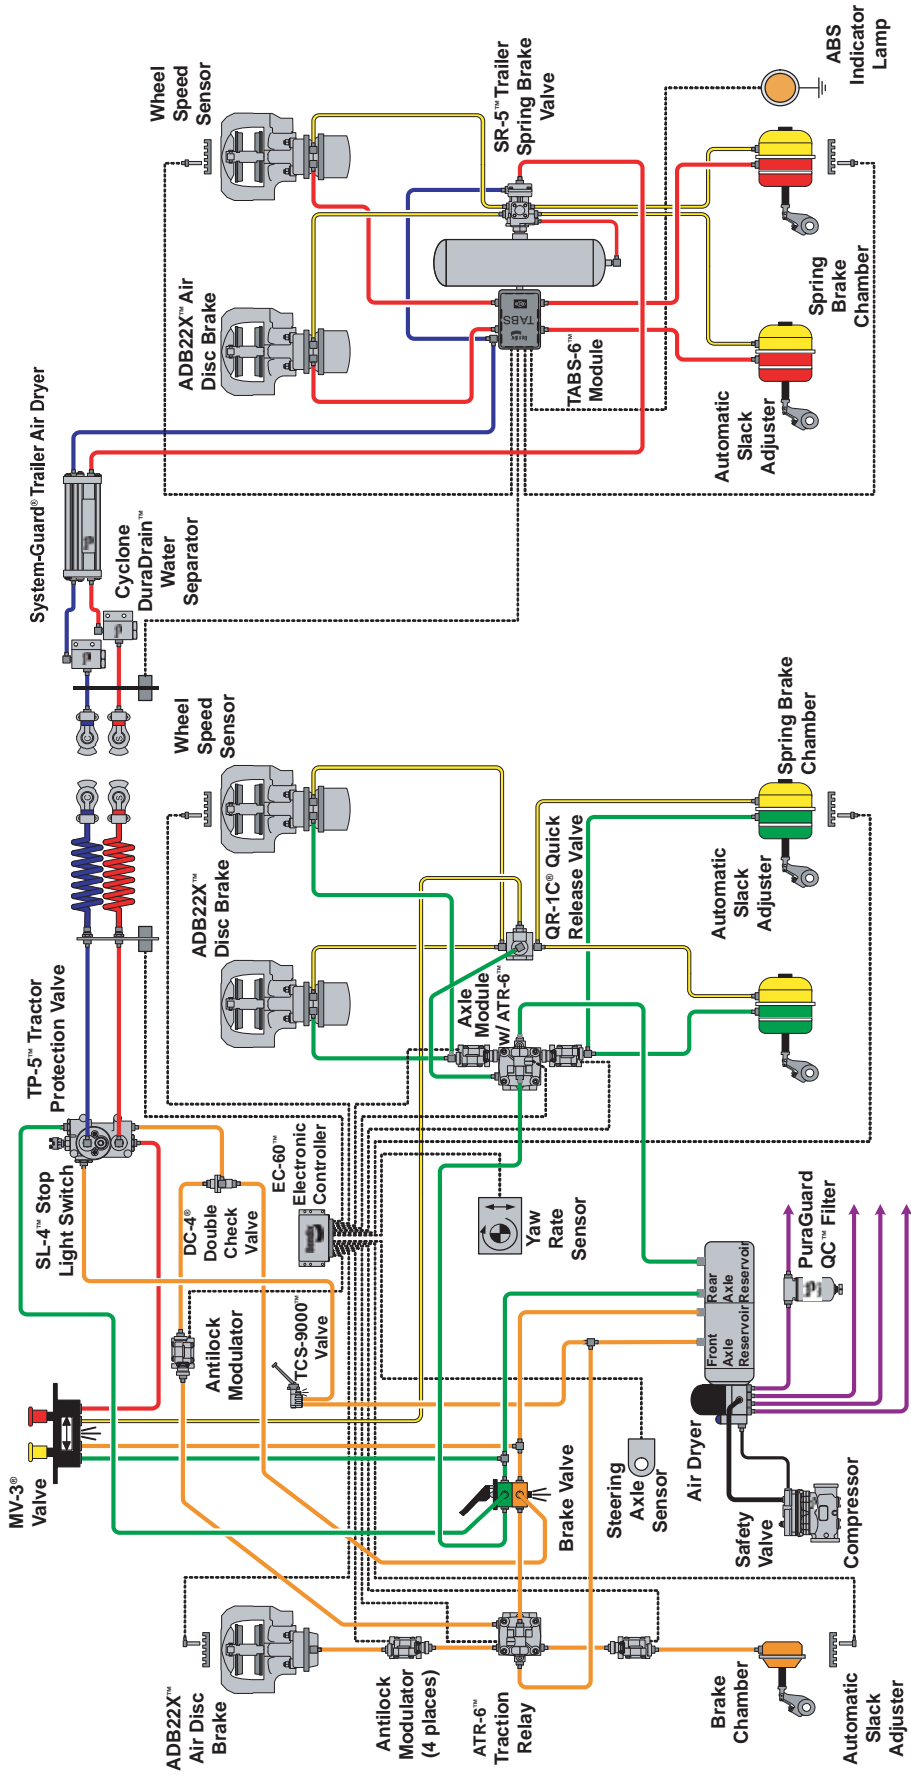 MV-3®
Valve
SL-4™ Stop
Light Switch
TP-5™ Tractor
Protection Valve
System-Guard® Trailer Air Dryer
Cyclone
DuraDrain™
Water
Separator
Wheel
Speed
Sensor
ADB22X™ Air
Disc Brake
Wheel
Speed
Sensor
ADB22X™
Disc Brake
DC-4®
Double
Check
Valve
EC-60™
Electronic
Controller
Antilock
Modulator
TCS-9000™
Valve
ADB22X™
Air Disc
Brake
Antilock
Modulator
(4 places)
ATR-6™
Traction
Relay
Brake Valve
Yaw
Rate
Sensor
Axle
Module
w/ ATR-6™
QR-1C® Quick
Release Valve
SR-5™ Trailer
Spring Brake
Valve
TABS
TABS-6™
Module
ABS
Indicator
Lamp
Spring
Brake
Chamber
Automatic
Slack
Adjuster
Spring Brake
Chamber
Automatic
Slack
Adjuster
Steering
Axle
Sensor
Air Dryer
Front
Axle
Reservoir
Rear
Axle
Reservoir
PuraGuard
QC™ Filter
Safety
Valve
Compressor
Brake
Chamber
Automatic
Slack
Adjuster
C
S
C
S